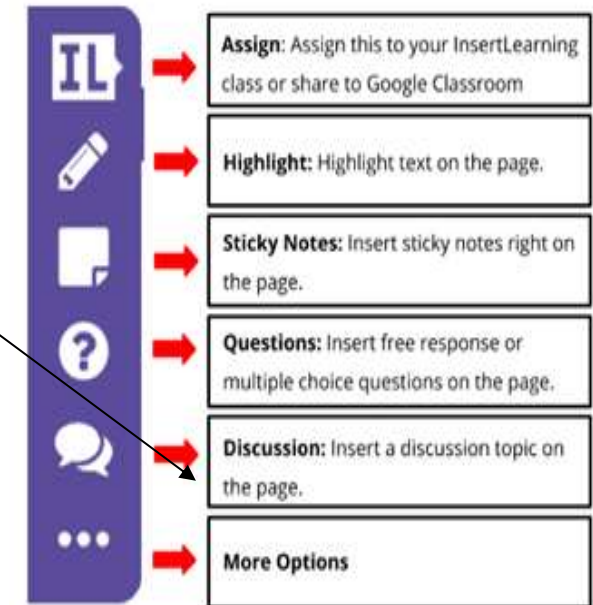 IL
Assign: Assign this to your InsertLearning
class or share to Google Classroom
Highlight: Highlight text on the page.
Sticky Notes: Insert sticky notes right on
the page.
?
Questions: Insert free response or
multiple choice questions on the page.
Discussion: Insert a discussion topic on
the page.
More Options